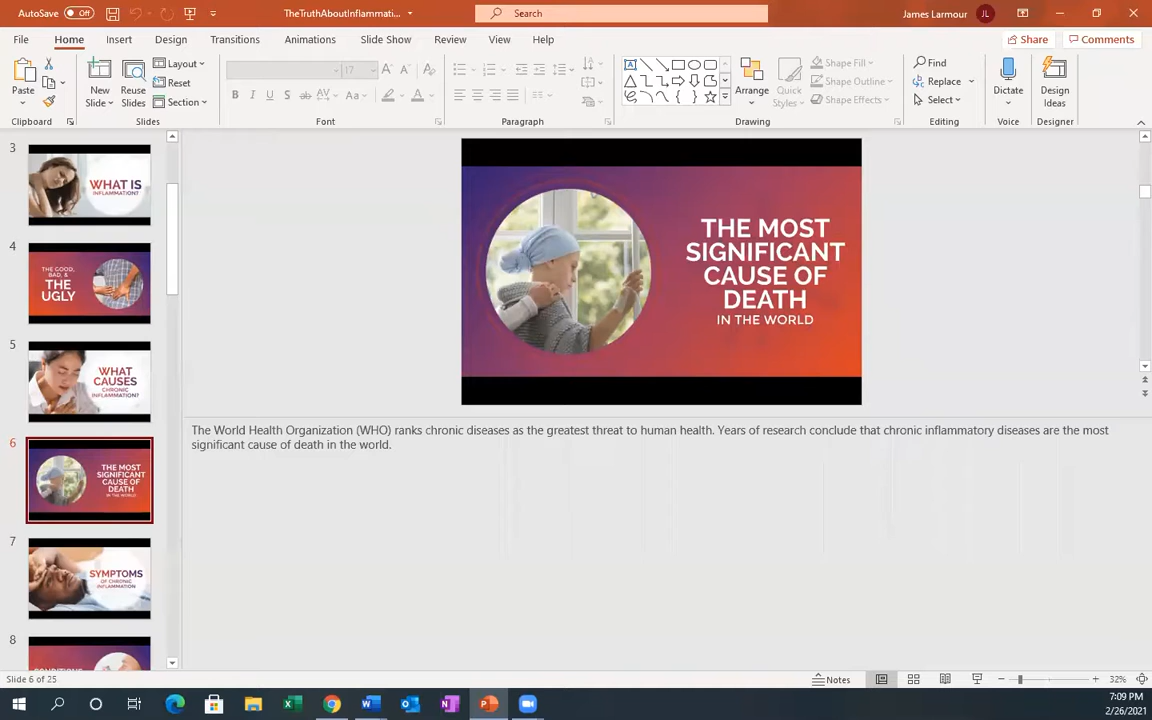 AutoSave Off
TheTruthAboutInflammati...
Search
James Larmour
JL
File
Home
Insert
Design
Transitions
Animations
Slide Show
Review
View
Help
Share
Comments
Paste
New
Slides
Reuse
Slides
Layout
Reset
Section
17
B
I
U
S
ab
AV
Aa
A
Arrange
Quick
Styles
Shape Fill
Shape Outline
Shape Effects
Find
Replace
Select
Dictate
Design
Ideas
Clipboard
Slides
Font
Paragraph
Drawing
Editing
Voice
Designer
3
WHAT IS
INFLAMMATION?
4
THE GOOD,
BAD, &
THE
UGLY
5
WHAT
CAUSES
CHRONIC
INFLAMMATION?
6
THE MOST
SIGNIFICANT
CAUSE OF
DEATH
IN THE WORLD
7
SYMPTOMS
OF CHRONIC
INFLAMMATION
8
THE MOST
SIGNIFICANT
CAUSE OF
DEATH
IN THE WORLD
The World Health Organization (WHO) ranks chronic diseases as the greatest threat to human health. Years of research conclude that chronic inflammatory diseases are the most
significant cause of death in the world.
Slide 6 of 25
Notes
32%
7:09 PM
2/26/2021